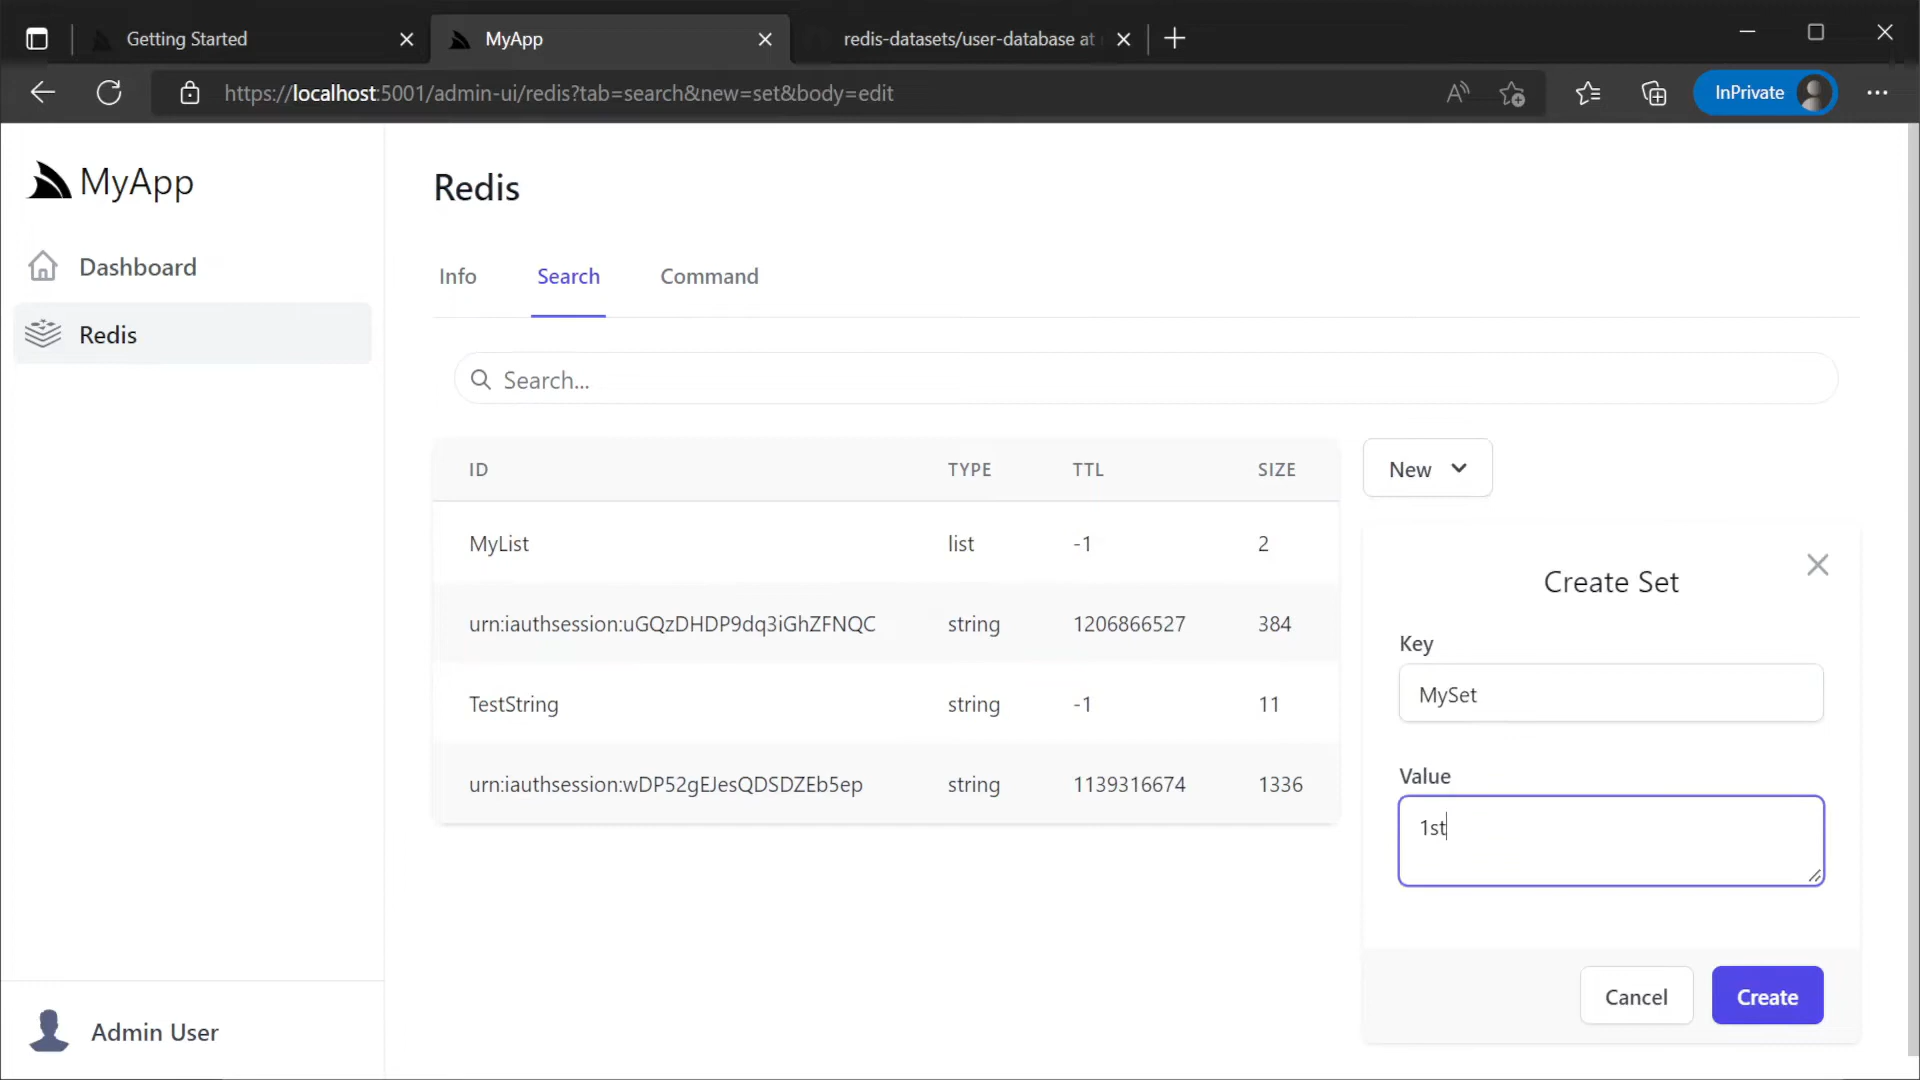 Getting Started
MyApp
redis-datasets/user-database at
https://localhost:5001/admin-ui/redis?tab=search&new=set&body=edit
InPrivate
MyApp
Dashboard
Redis
Admin User
Redis
Info Search Command
Search...
ID TYPE TTL SIZE
MyList list -1 2
urn:iauthsession:uGQzDHDP9dq3iGhZFNQC string 1206866527 384
TestString string -1 11
urn:iauthsession:wDP52gEJesQDSDZEb5ep string 1139316674 1336
New
Create Set
Key
MySet
Value
1st
Cancel Create